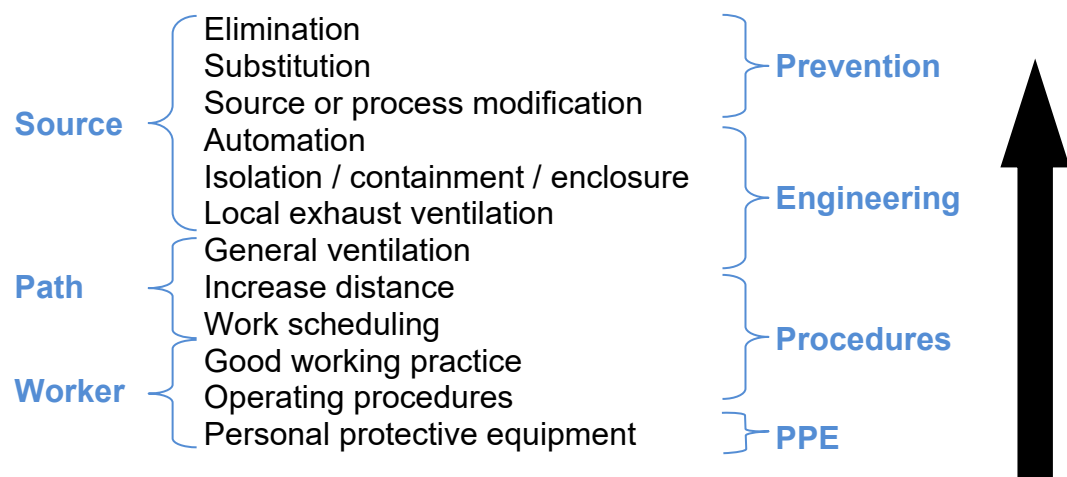 Elimination
Substitution
Prevention
Source or process modification
Source
Automation
Isolation / containment / enclosure
Engineering
Local exhaust ventilation
General ventilation
Path
Increase distance
Work scheduling
Procedures
Good working practice
Worker
Operating procedures
Personal protective equipment
PPE